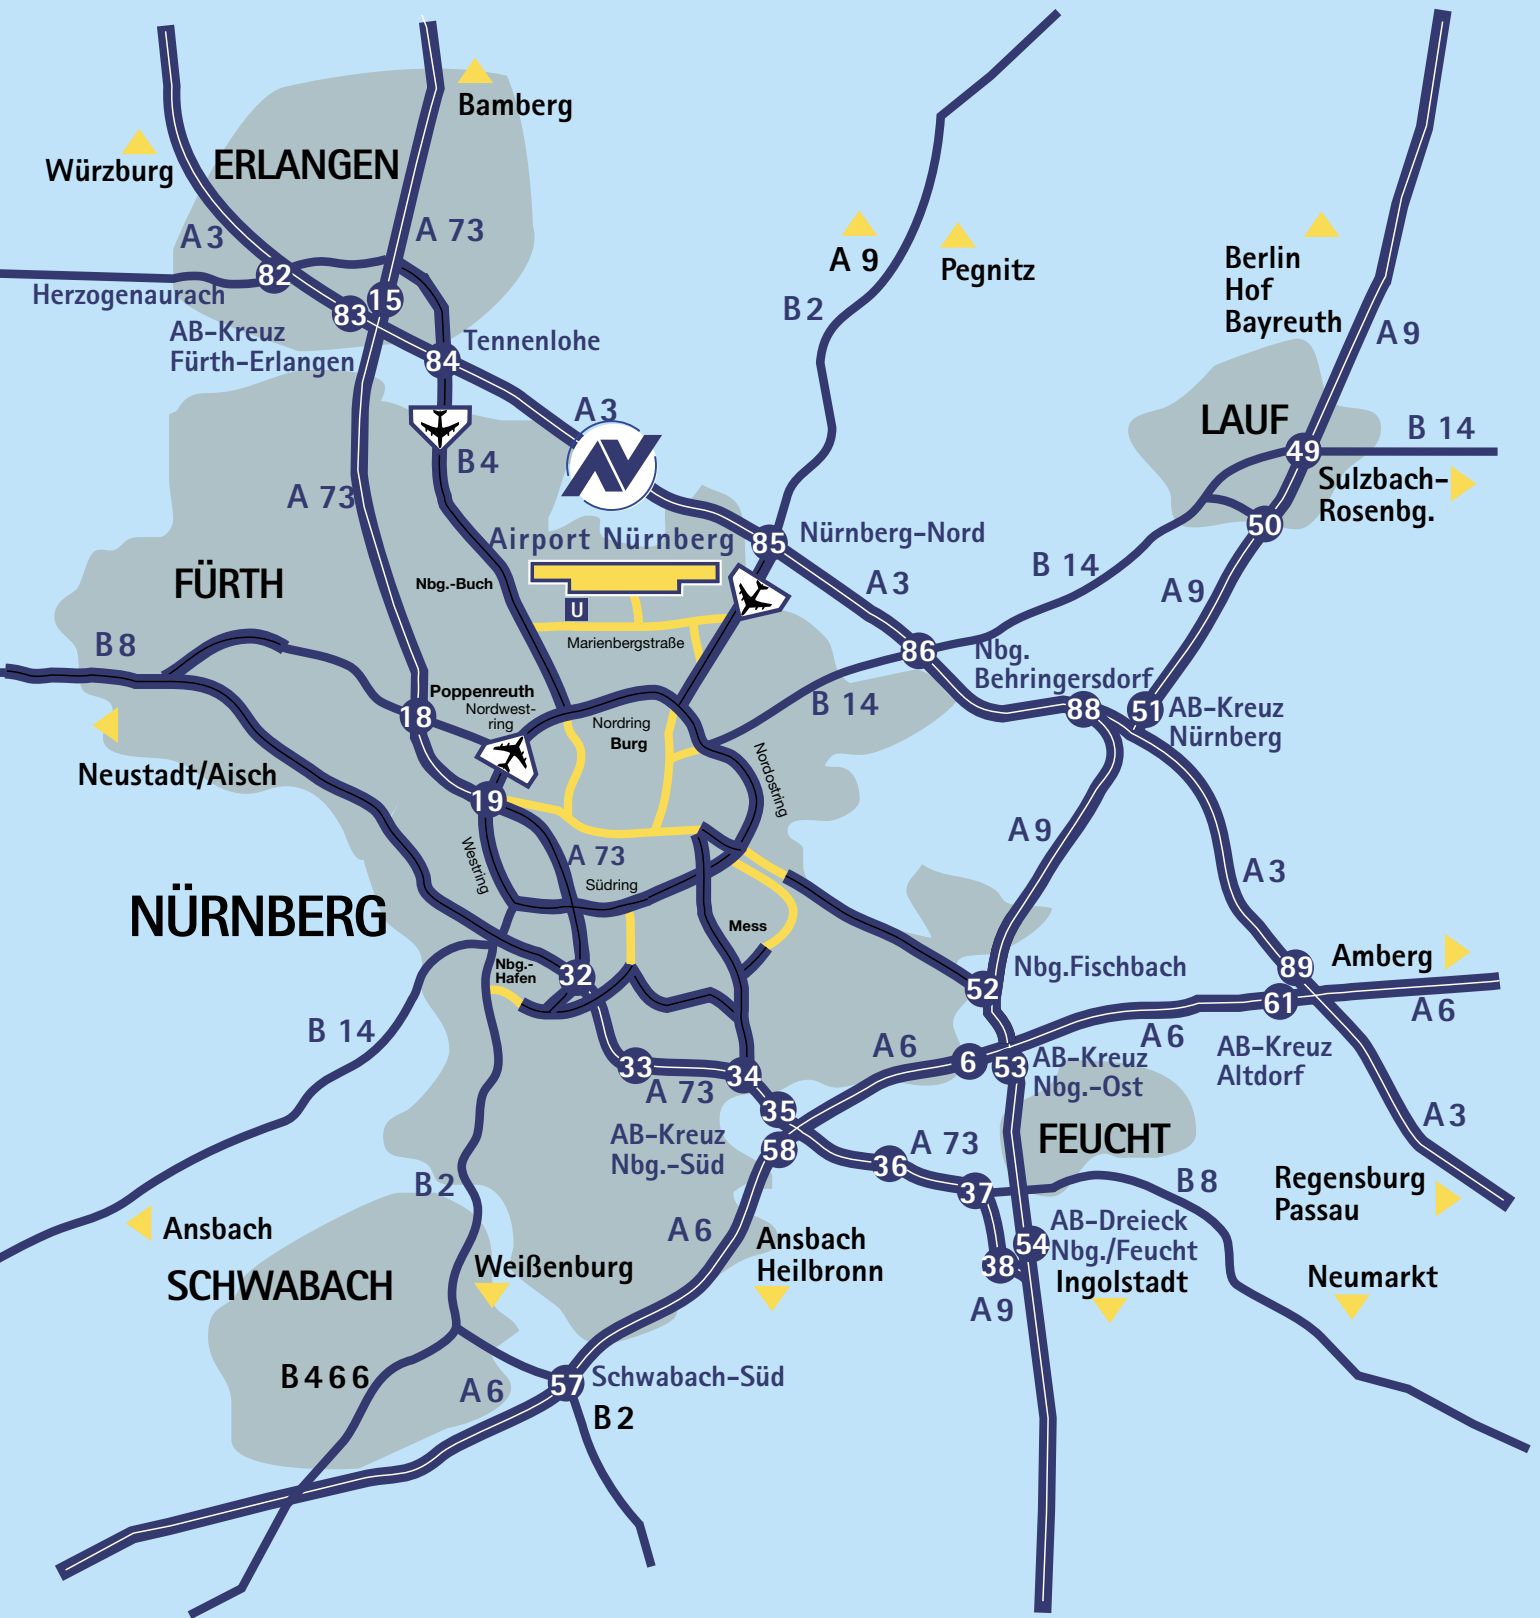 Bamberg
Würzburg
ERLANGEN
A 3
A 73
82
Herzogenaurach
15
83
AB-Kreuz
Fürth-Erlangen
84
Tennenlohe
A 9
Pegnitz
B 2
Berlin
Hof
Bayreuth
A 9
A 3
B 4
A 73
LAUF
B 14
49
Sulzbach-
Rosenbg.
50
Airport Nürnberg
85
Nürnberg-Nord
U
Marienbergstraße
Nbg.-Buch
FÜRTH
A 3
B 14
A 9
B 8
86
Nbg.
Behringersdorf
88
51
AB-Kreuz
Nürnberg
B 14
18
Poppenreuth
Nordwest-
ring
Nordring
Burg
Nordostring
Neustadt/Aisch
19
Westring
A 73
Südring
A 9
A 3
NÜRNBERG
Mess
Nbg.-
Hafen
32
Nbg.Fischbach
52
89
Amberg
61
A 6
A 6
AB-Kreuz
Altdorf
B 14
33
A 73
34
A 6
6
53
AB-Kreuz
Nbg.-Ost
35
AB-Kreuz
Nbg.-Süd
58
36
A 73
FEUCHT
A 3
37
B 8
Regensburg
Passau
B 2
Ansbach
A 6
Ansbach
Heilbronn
AB-Dreieck
Nbg./Feucht
54
38
Ingolstadt
A 9
Neumarkt
SCHWABACH
Weißenburg
B 466
A 6
57
Schwabach-Süd
B 2